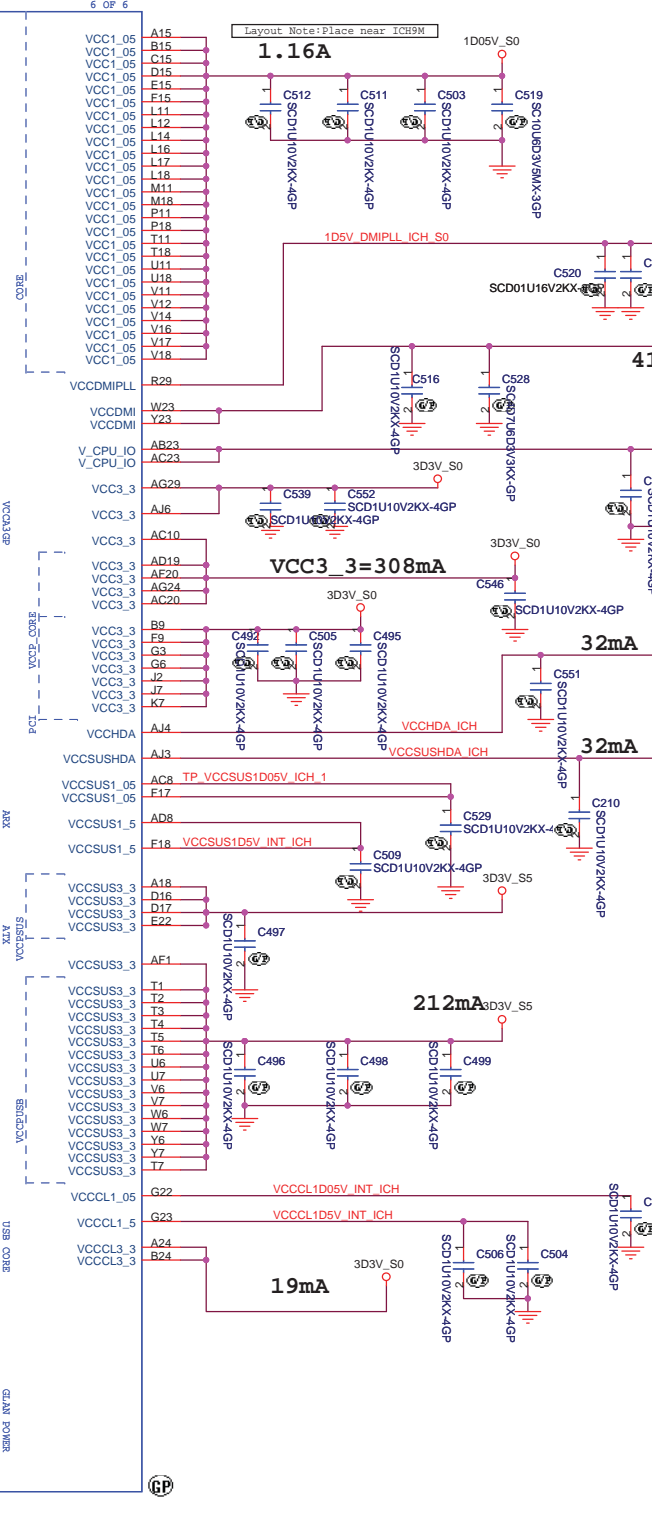 6 OF 6
Layout Note:Place near ICH9M
1.16A
1D05V_S0
VCC1_05 A15
VCC1_05 B15
VCC1_05 C15
VCC1_05 D15
VCC1_05 E15
VCC1_05 F15
VCC1_05 L11
VCC1_05 L12
VCC1_05 L14
VCC1_05 L16
VCC1_05 L17
VCC1_05 L18
VCC1_05 M11
VCC1_05 M18
VCC1_05 P11
VCC1_05 P18
VCC1_05 T11
VCC1_05 T18
VCC1_05 U11
VCC1_05 U18
VCC1_05 V11
VCC1_05 V12
VCC1_05 V14
VCC1_05 V16
VCC1_05 V17
VCC1_05 V18
CORE
C512
SCD1U10V2KX-4GP
C511
SCD1U10V2KX-4GP
C503
SCD1U10V2KX-4GP
C519
SC10U6D3V5MX-3GP
1D5V_DMIPLL_ICH_S0
C520
VCCDMIPLL R29
VCCDMI W23
VCCDMI Y23
C516
SCD1U10V2KX-4GP
C528
41
V_CPU_IO AB23
V_CPU_IO AC23
3D3V_S0
VCC3_3 AG29
VCC3_3 AJ6
C539
C552
SCD1U10V2KX-4GP
VCCA3GP
VCC3_3 AC10
VCC3_3 AD19
VCC3_3 AF20
VCC3_3 AG24
VCC3_3 AC20
VCC3_3=308mA
3D3V_S0
C546
SCD1U10V2KX-4GP
VCCP_CORE
3D3V_S0
VCC3_3 B9
VCC3_3 F9
VCC3_3 G3
VCC3_3 G6
VCC3_3 J2
VCC3_3 J7
VCC3_3 K7
PCI
C492
SCD1U10V2KX-4GP
C505
SCD1U10V2KX-4GP
C495
SCD1U10V2KX-4GP
32mA
VCCHDA AJ4 VCCHDA_ICH
C551
SCD1U10V2KX-4GP
32mA
VCCSUSHDA AJ3 VCCSUSHDA_ICH
C210
SCD1U10V2KX-4GP
VCCSUS1_05 AC8 TP_VCCSUS1D05V_ICH_1
VCCSUS1_05 F17
C529
VCCSUS1_5 AD8
VCCSUS1_5 F18 VCCSUS1D5V_INT_ICH
C509
SCD1U10V2KX-4GP
ARX
ATX
VCCPSUS
3D3V_S5
VCCSUS3_3 A18
VCCSUS3_3 D16
VCCSUS3_3 D17
VCCSUS3_3 E22
C497
SCD1U10V2KX-4GP
VCCSUS3_3 AF1
212mA
3D3V_S5
VCCSUS3_3 T1
VCCSUS3_3 T2
VCCSUS3_3 T3
VCCSUS3_3 T4
VCCSUS3_3 T5
VCCSUS3_3 T6
VCCSUS3_3 U6
VCCSUS3_3 U7
VCCSUS3_3 V6
VCCSUS3_3 V7
VCCSUS3_3 W6
VCCSUS3_3 W7
VCCSUS3_3 Y6
VCCSUS3_3 Y7
VCCSUS3_3 T7
VCCPUSB
C496
SCD1U10V2KX-4GP
C498
SCD1U10V2KX-4GP
C499
SCD1U10V2KX-4GP
VCCCL1_05 G22 VCCCL1D05V_INT_ICH
SCD1U10V2KX-4GP
VCCCL1_5 G23 VCCCL1D5V_INT_ICH
C506
SCD1U10V2KX-4GP
C504
SCD1U10V2KX-4GP
VCCCL3_3 A24
VCCCL3_3 B24
3D3V_S0
19mA
USB CORE
GLAN POWER
GP